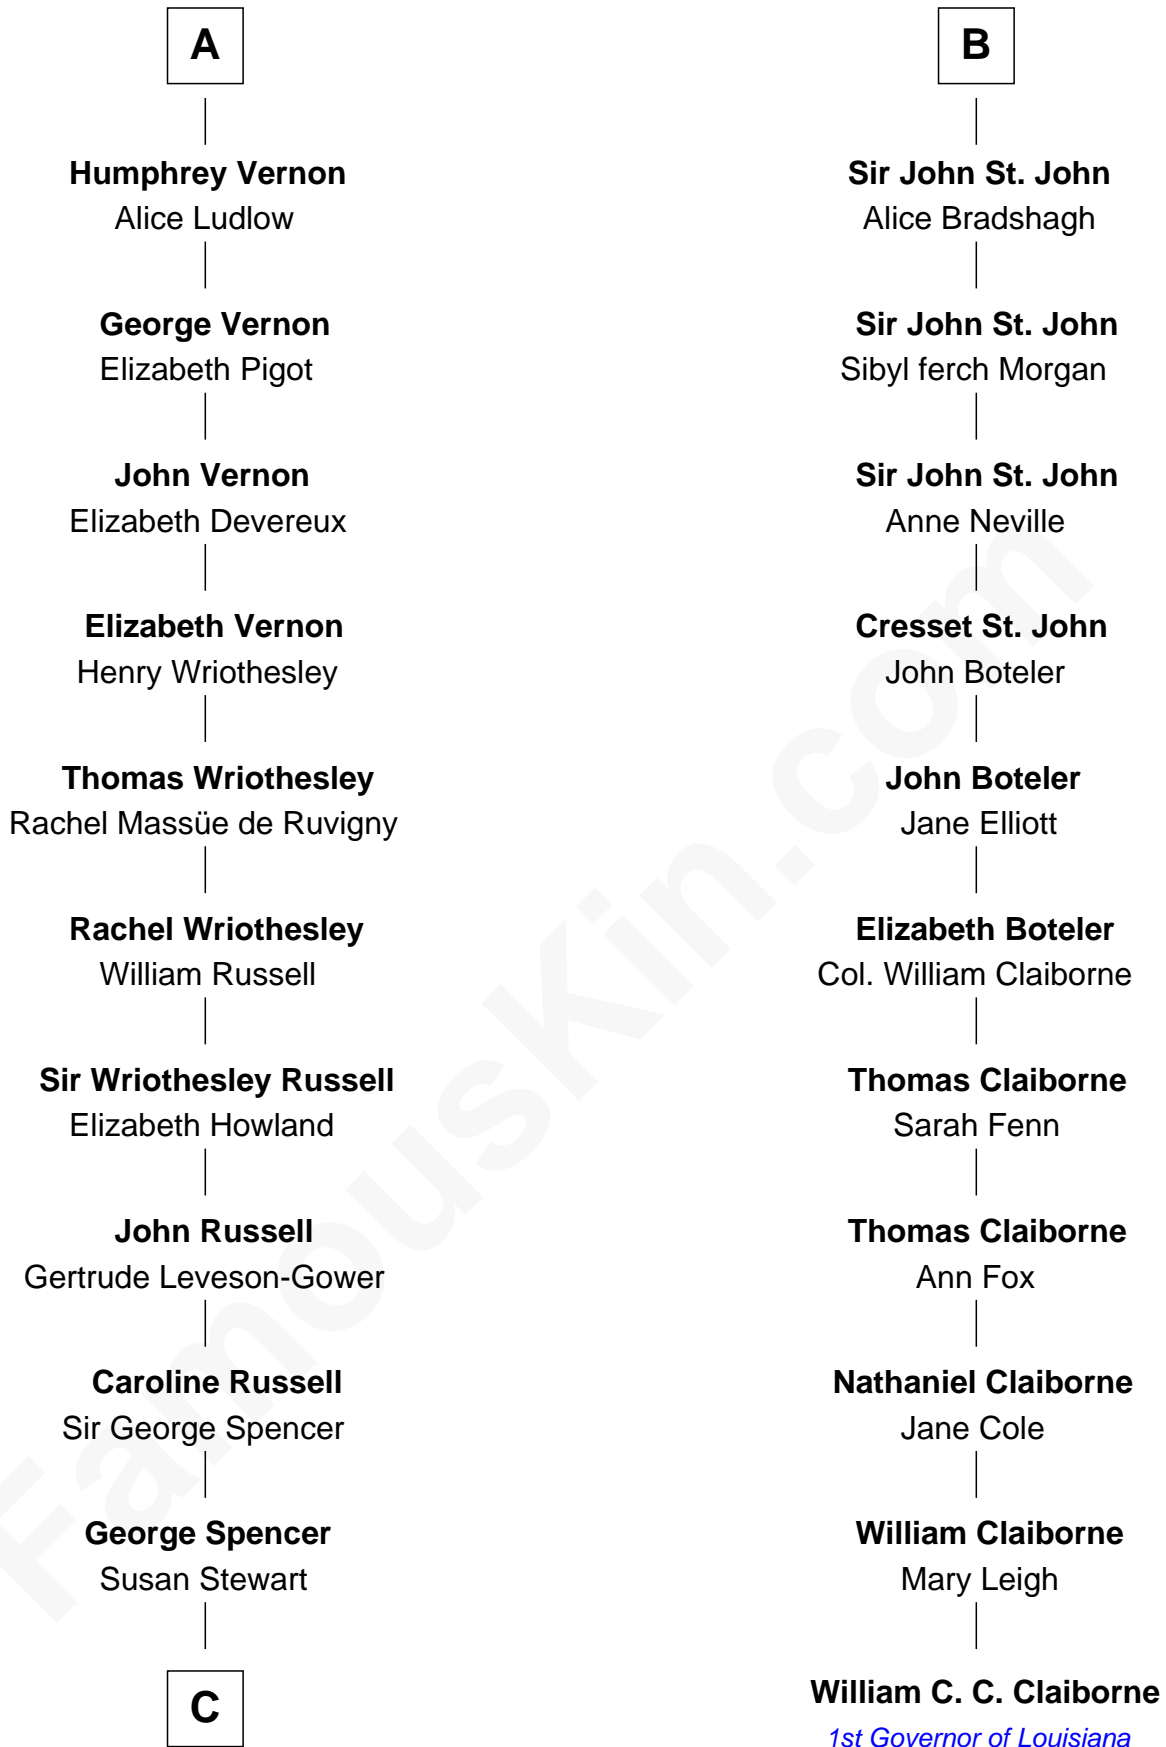 A
Humphrey Vernon
Alice Ludlow
George Vernon
Elizabeth Pigot
John Vernon
Elizabeth Devereux
Elizabeth Vernon
Henry Wriothesley
Thomas Wriothesley
Rachel Massüe de Ruvigny
Rachel Wriothesley
William Russell
Sir Wriothesley Russell
Elizabeth Howland
John Russell
Gertrude Leveson-Gower
Caroline Russell
Sir George Spencer
George Spencer
Susan Stewart
C
B
Sir John St. John
Alice Bradshagh
Sir John St. John
Sibyl ferch Morgan
Sir John St. John
Anne Neville
Cresset St. John
John Boteler
John Boteler
Jane Elliott
Elizabeth Boteler
Col. William Claiborne
Thomas Claiborne
Sarah Fenn
Thomas Claiborne
Ann Fox
Nathaniel Claiborne
Jane Cole
William Claiborne
Mary Leigh
William C. C. Claiborne
1st Governor of Louisiana
FamousKin.com